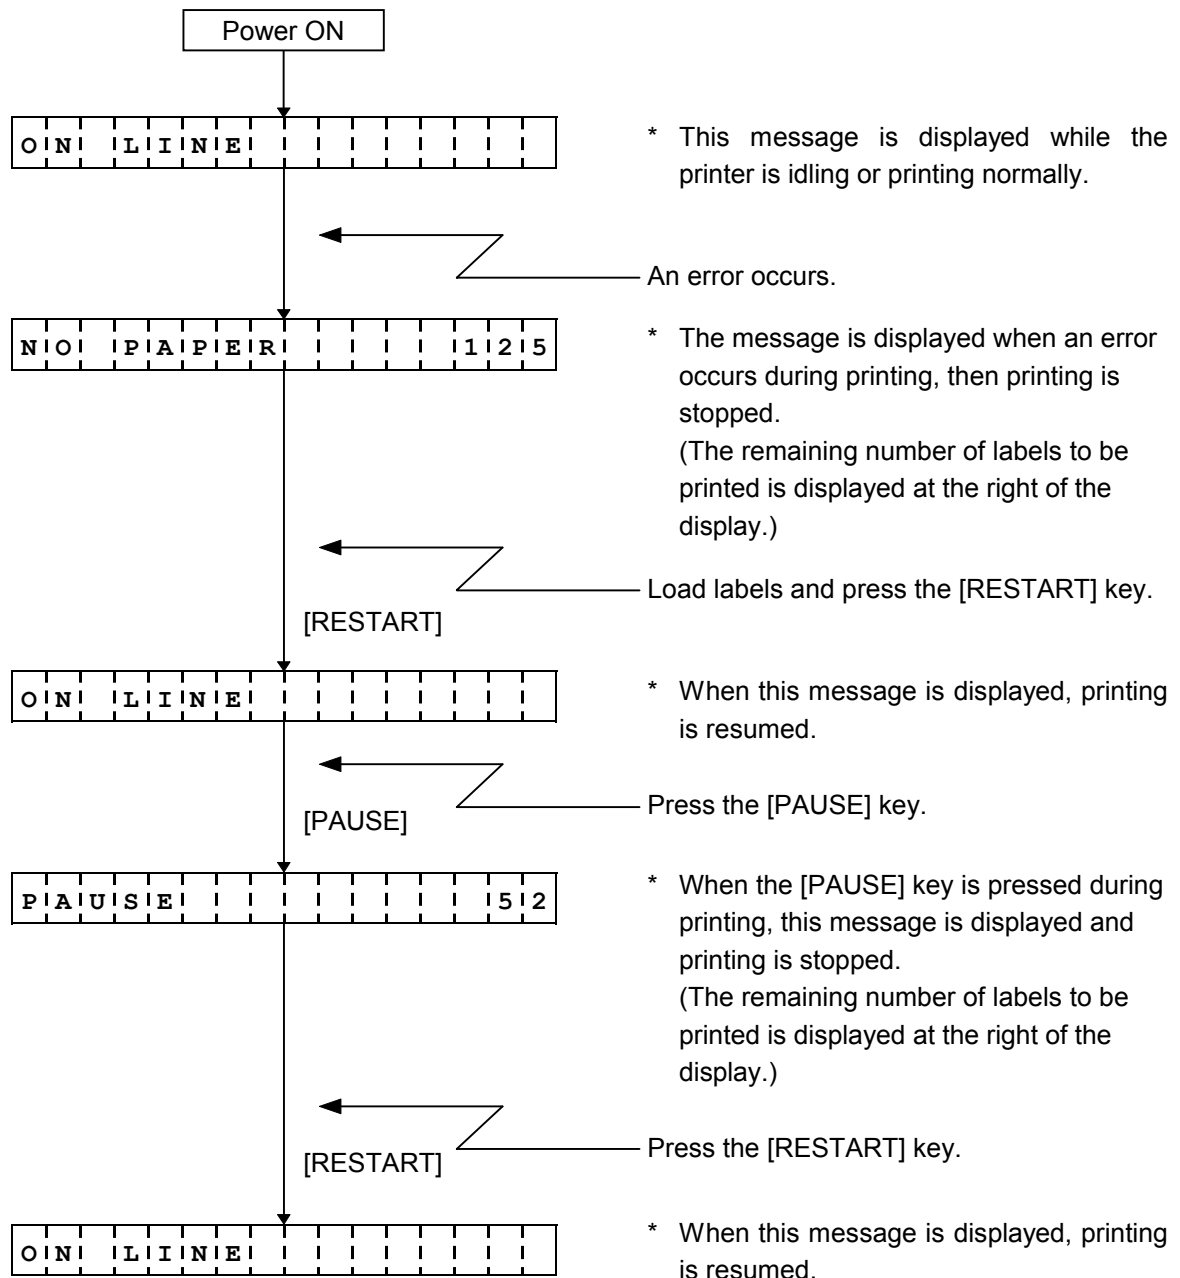 Power ON
ON LINE
* This message is displayed while the
printer is idling or printing normally.
An error occurs.
NO PAPER 125
* The message is displayed when an error
occurs during printing, then printing is
stopped.
(The remaining number of labels to be
printed is displayed at the right of the
display.)
Load labels and press the [RESTART] key.
[RESTART]
ON LINE
* When this message is displayed, printing
is resumed.
Press the [PAUSE] key.
[PAUSE]
PAUSE 52
* When the [PAUSE] key is pressed during
printing, this message is displayed and
printing is stopped.
(The remaining number of labels to be
printed is displayed at the right of the
display.)
Press the [RESTART] key.
[RESTART]
ON LINE
* When this message is displayed, printing
is resumed.